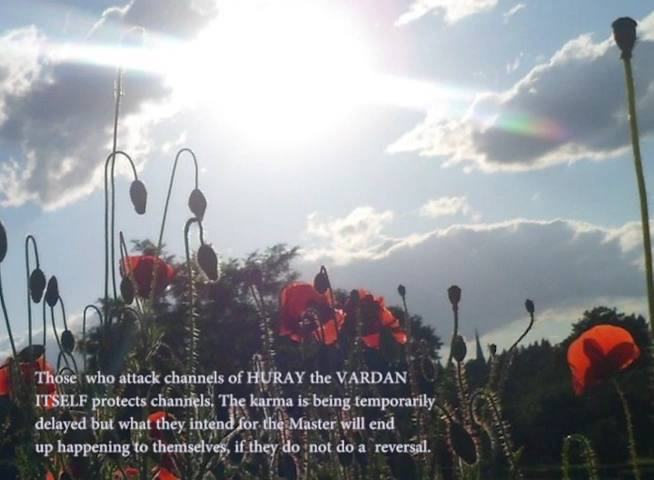 Those who attack channels of HURAY the VARDAN
ITSELF protects channels. The karma is being temporarily
delayed but what they intend for the Master will end
up happening to themselves, if they do not do a reversal.